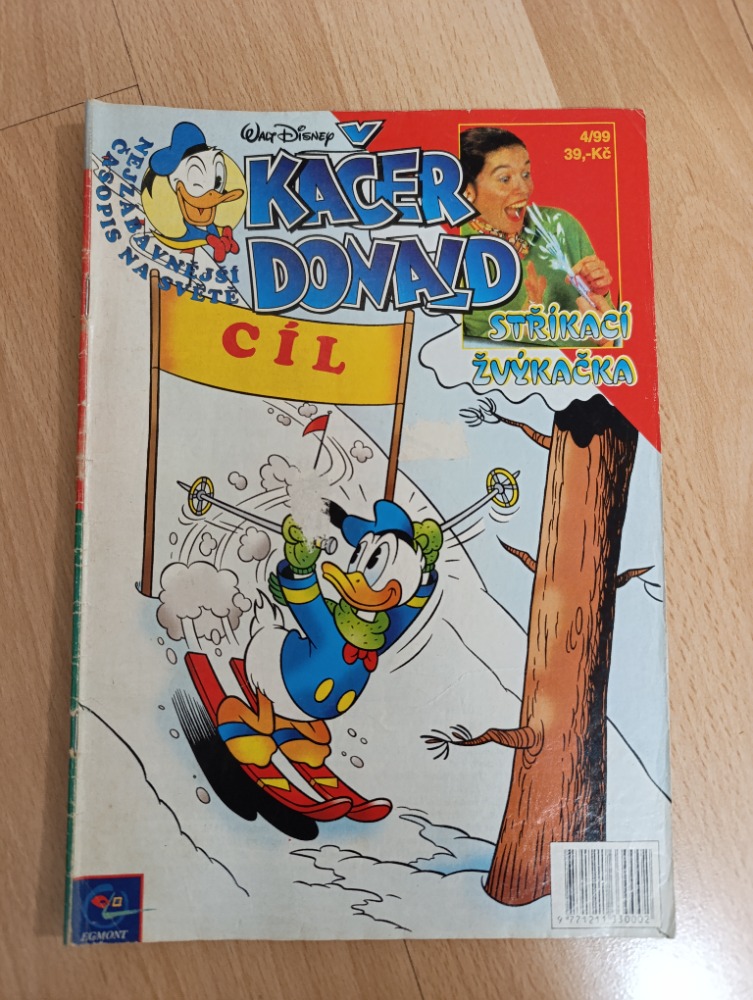 NEJZÁBAVNĚJŠÍ
ČASOPIS NA SVĚTĚ
WALT DISNEY
KAČER
DONALD
4/99
39,-Kč
STŘÍKACÍ
ŽVÝKAČKA
CÍL
EGMONT